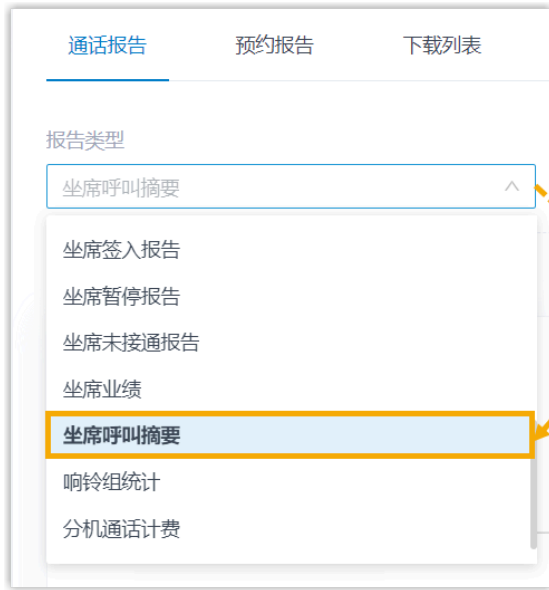 通话报告 预约报告 下载列表
报告类型
坐席呼叫摘要
坐席签入报告
坐席暂停报告
坐席未接通报告
坐席业绩
坐席呼叫摘要
响铃组统计
分机通话计费